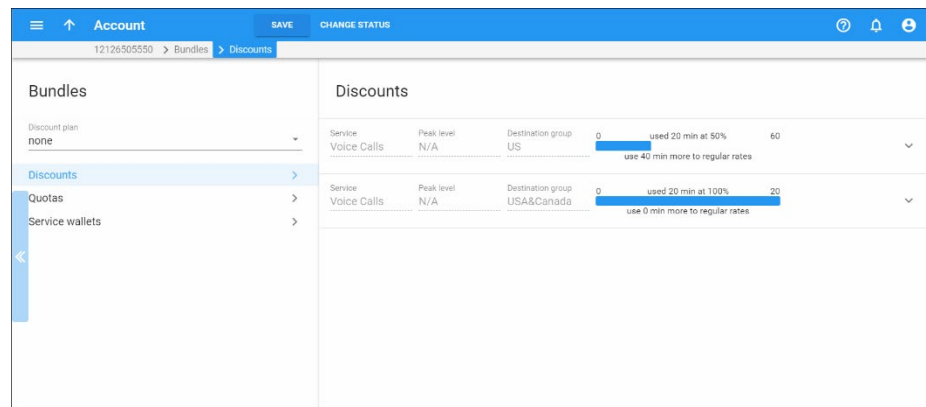 Account SAVE CHANGE STATUS
12126505550 > Bundles > Discounts
Bundles
Discount plan
none
Discounts >
Quotas >
Service wallets >
Discounts
Service Peak level Destination group 0 used 20 min at 50% 60
Voice Calls N/A US
use 40 min more to regular rates
Service Peak level Destination group 0 used 20 min at 100% 20
Voice Calls N/A USA&Canada
use 0 min more to regular rates